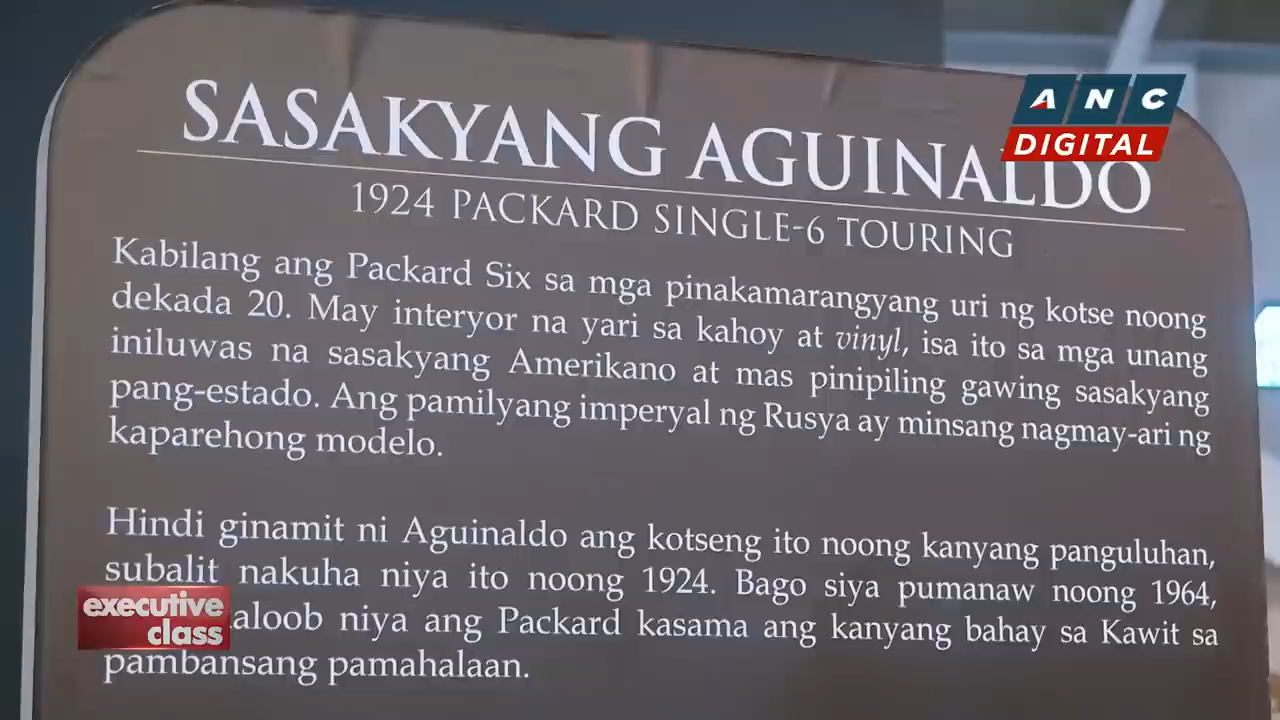 SASAKYANG AGUINALDO
1924 PACKARD SINGLE-6 TOURING
Kabilang ang Packard Six sa mga pinakamarangyang uri ng kotse noong
dekada 20. May interyor na yari sa kahoy at vinyl, isa ito sa mga unang
iniluwas na sasakyang Amerikano at mas pinipiling gawing sasakyang
pang-estado. Ang pamilyang imperyal ng Rusya ay minsang nagmay-ari ng
kaparehong modelo.
Hindi ginamit ni Aguinaldo ang kotseng ito noong kanyang panguluhan,
subalit nakuha niya ito noong 1924. Bago siya pumanaw noong 1964,
niya ang Packard kasama ang kanyang bahay sa Kawit sa
pambansang pamahalaan.
ANC
DIGITAL
executive
class